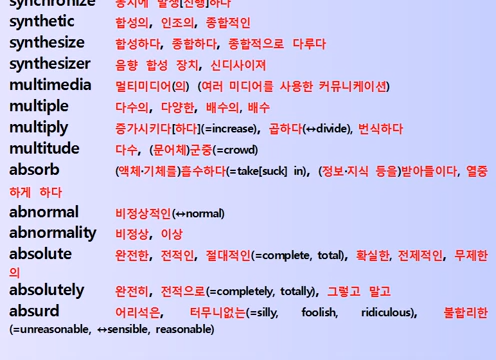 synchronize 동시에 발생[진행]하다
synthetic 합성의, 인조의, 종합적인
synthesize 합성하다, 종합하다, 종합적으로 다루다
synthesizer 음향 합성 장치, 신디사이저
multimedia 멀티미디어(의) (여러 미디어를 사용한 커뮤니케이션)
multiple 다수의, 다양한, 배수의, 배수
multiply 증가시키다[하다](=increase), 곱하다(↔divide), 번식하다
multitude 다수, (문어체)군중(=crowd)
absorb (액체·기체를)흡수하다(=take[suck] in), (정보·지식 등을)받아들이다, 열중
하게 하다
abnormal 비정상적인(↔normal)
abnormality 비정상, 이상
absolute 완전한, 전적인, 절대적인(=complete, total), 확실한, 전제적인, 무제한
의
absolutely 완전히, 전적으로(=completely, totally), 그렇고 말고
absurd 어리석은, 터무니없는(=silly, foolish, ridiculous), 불합리한
(=unreasonable, ↔sensible, reasonable)